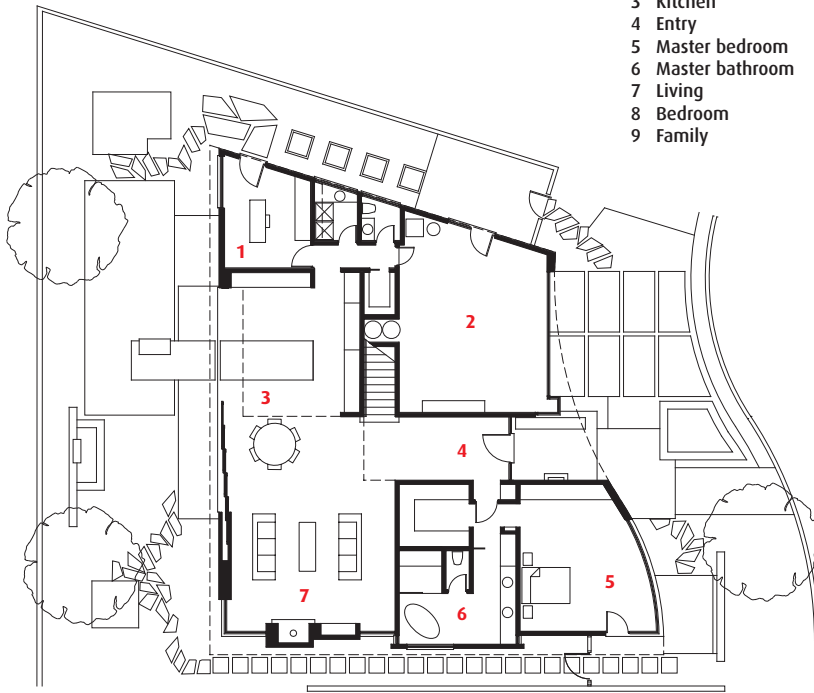 3 Kitchen
4 Entry
5 Master bedroom
6 Master bathroom
7 Living
8 Bedroom
9 Family
1
2
3
4
5
7
6